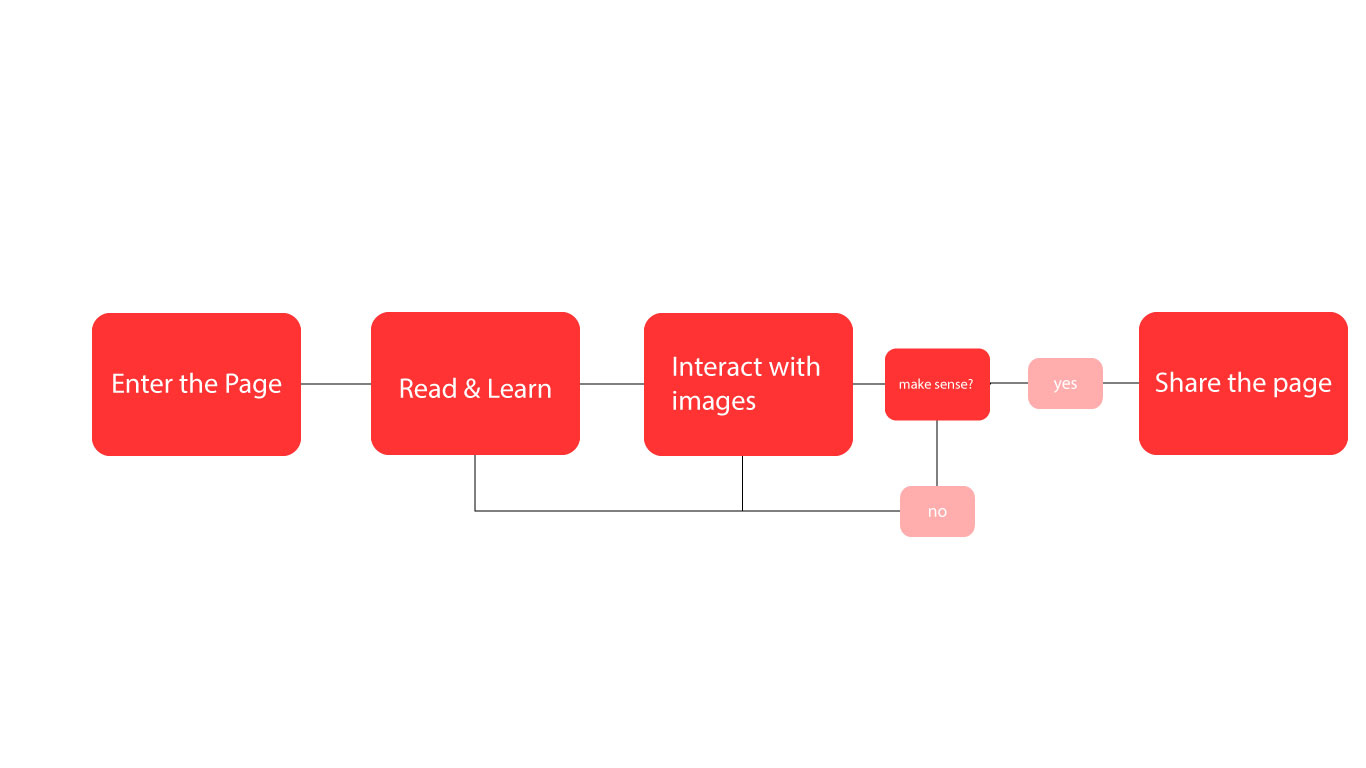 Enter the Page
Read & Learn
Interact with
images
make sense?
yes
Share the page
no